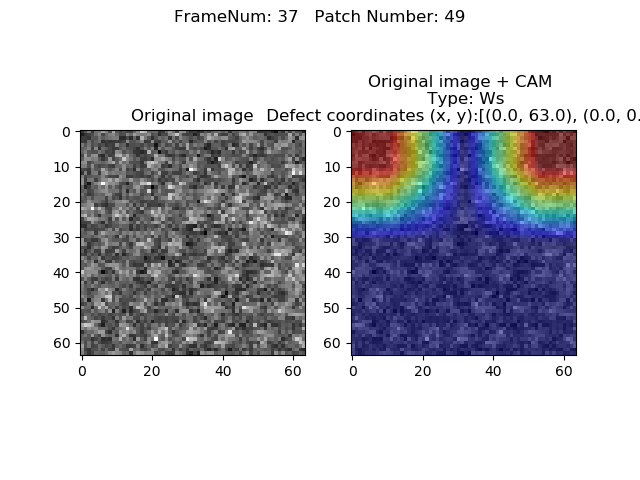 FrameNum: 37   Patch Number: 49
Original image + CAM
Type: Ws
Original image
Defect coordinates (x, y):[(0.0, 63.0), (0.0, 0.
0
10
20
30
40
50
60
0 20 40 60
0
10
20
30
40
50
60
0 20 40 60